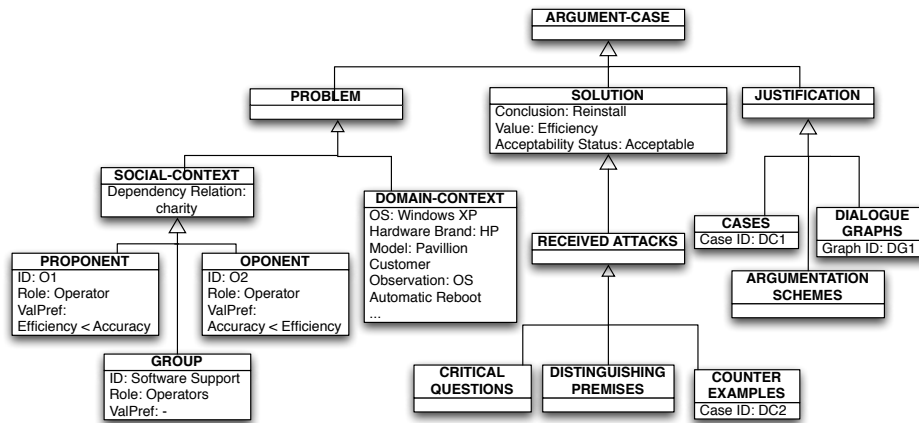 ARGUMENT-CASE
PROBLEM
SOLUTION
Conclusion: Reinstall
Value: Efficiency
Acceptability Status: Acceptable
JUSTIFICATION
SOCIAL-CONTEXT
Dependency Relation:
charity
DOMAIN-CONTEXT
OS: Windows XP
Hardware Brand: HP
Model: Pavillion
Customer
Observation: OS
Automatic Reboot
...
RECEIVED ATTACKS
CASES
Case ID: DC1
DIALOGUE
GRAPHS
Graph ID: DG1
ARGUMENTATION
SCHEMES
PROPONENT
ID: O1
Role: Operator
ValPref:
Efficiency < Accuracy
OPONENT
ID: O2
Role: Operator
ValPref:
Accuracy < Efficiency
GROUP
ID: Software Support
Role: Operators
ValPref: -
CRITICAL
QUESTIONS
DISTINGUISHING
PREMISES
COUNTER
EXAMPLES
Case ID: DC2